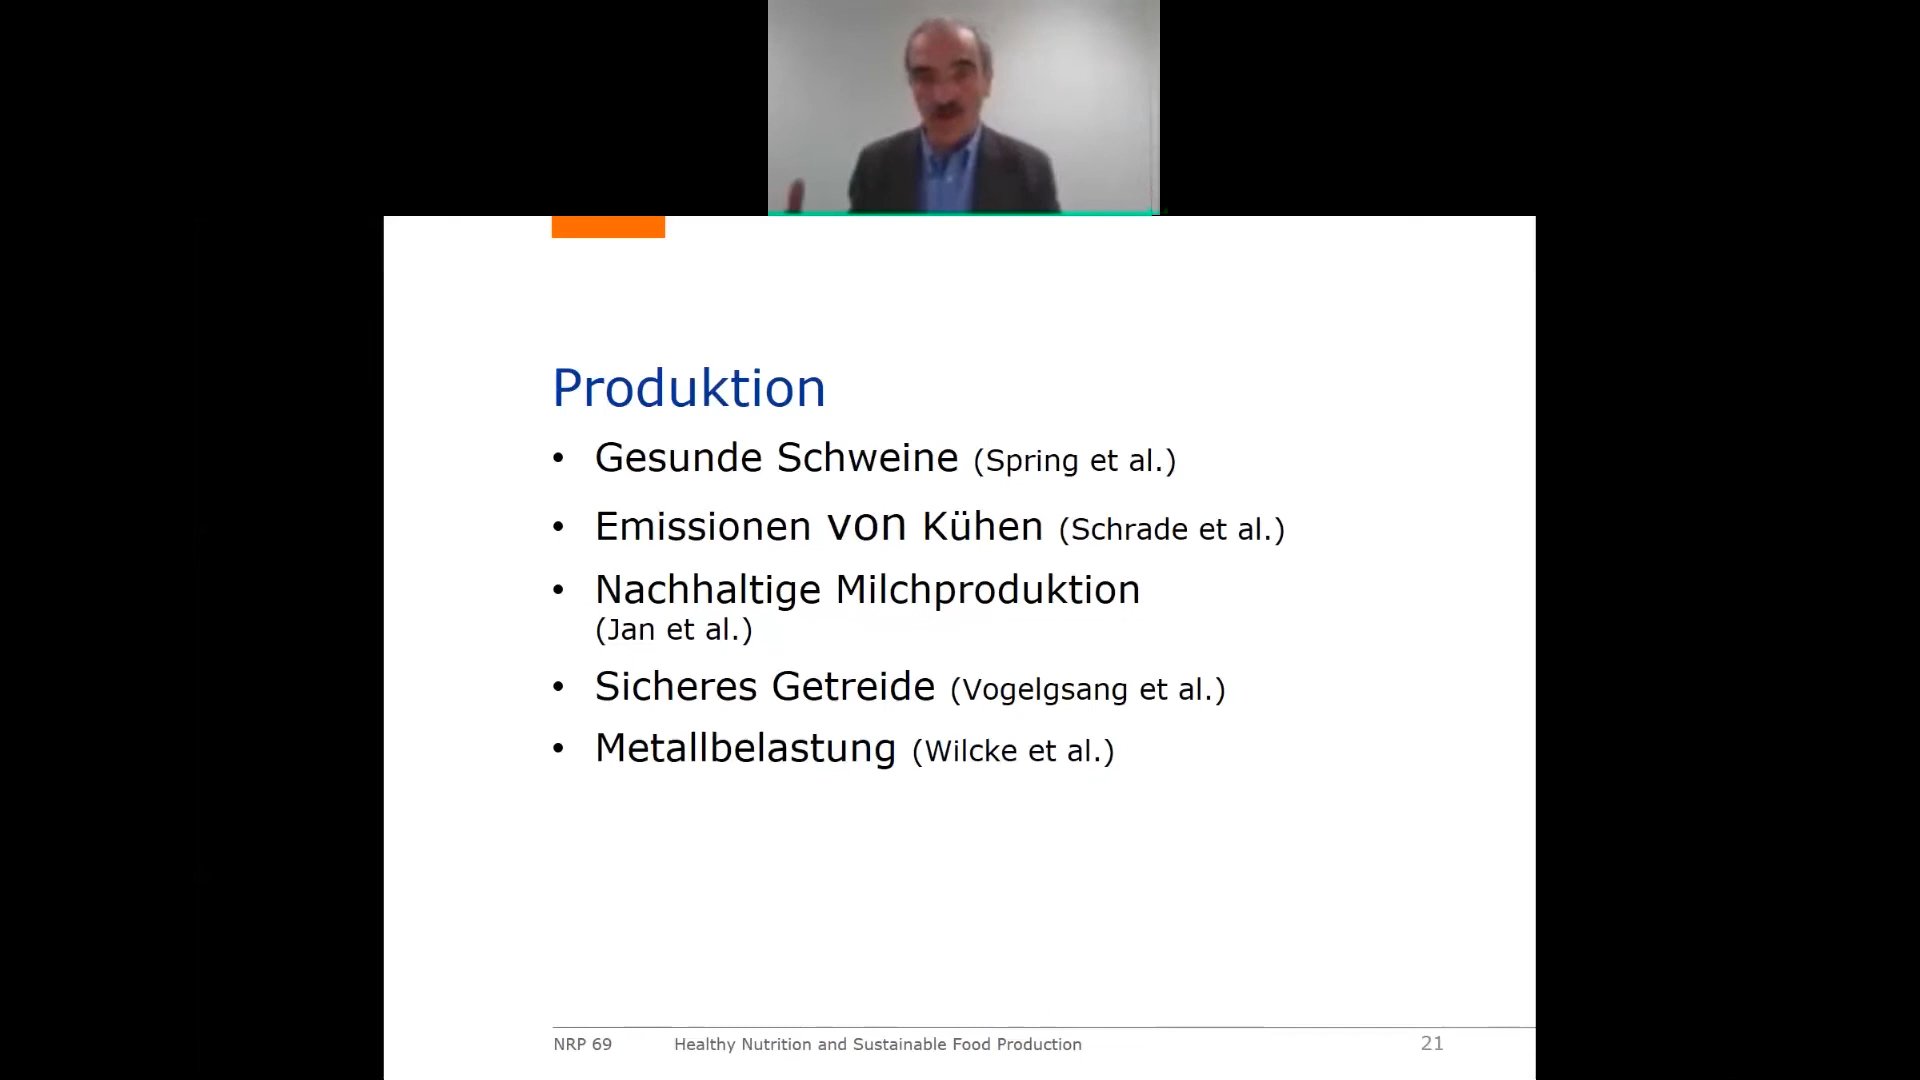 Produktion
• Gesunde Schweine (Spring et al.)
• Emissionen von Kühen (Schrade et al.)
• Nachhaltige Milchproduktion
(Jan et al.)
• Sicheres Getreide (Vogelgsang et al.)
• Metallbelastung (Wilcke et al.)
NRP 69 Healthy Nutrition and Sustainable Food Production 21